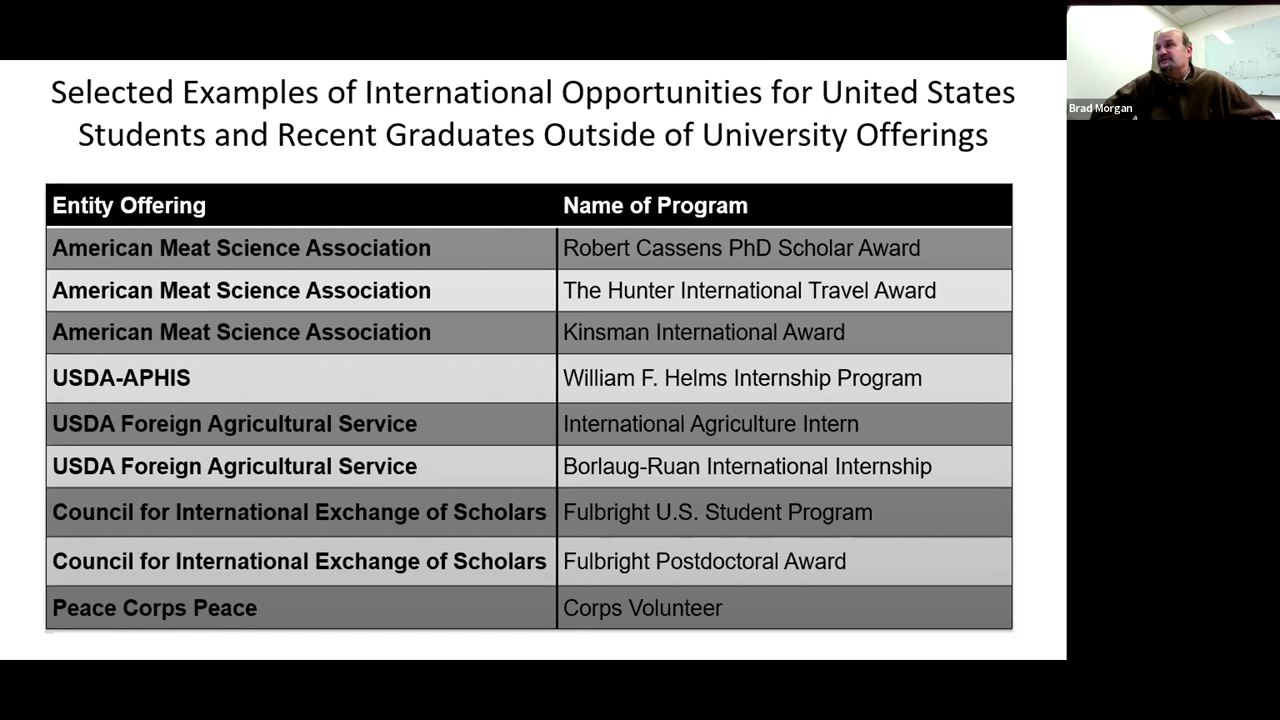 Selected Examples of International Opportunities for United States
Students and Recent Graduates Outside of University Offerings
Entity Offering Name of Program
American Meat Science Association Robert Cassens PhD Scholar Award
American Meat Science Association The Hunter International Travel Award
American Meat Science Association Kinsman International Award
USDA-APHIS William F. Helms Internship Program
USDA Foreign Agricultural Service International Agriculture Intern
USDA Foreign Agricultural Service Borlaug-Ruan International Internship
Council for International Exchange of Scholars Fulbright U.S. Student Program
Council for International Exchange of Scholars Fulbright Postdoctoral Award
Peace Corps Peace Corps Volunteer
Brad Morgan